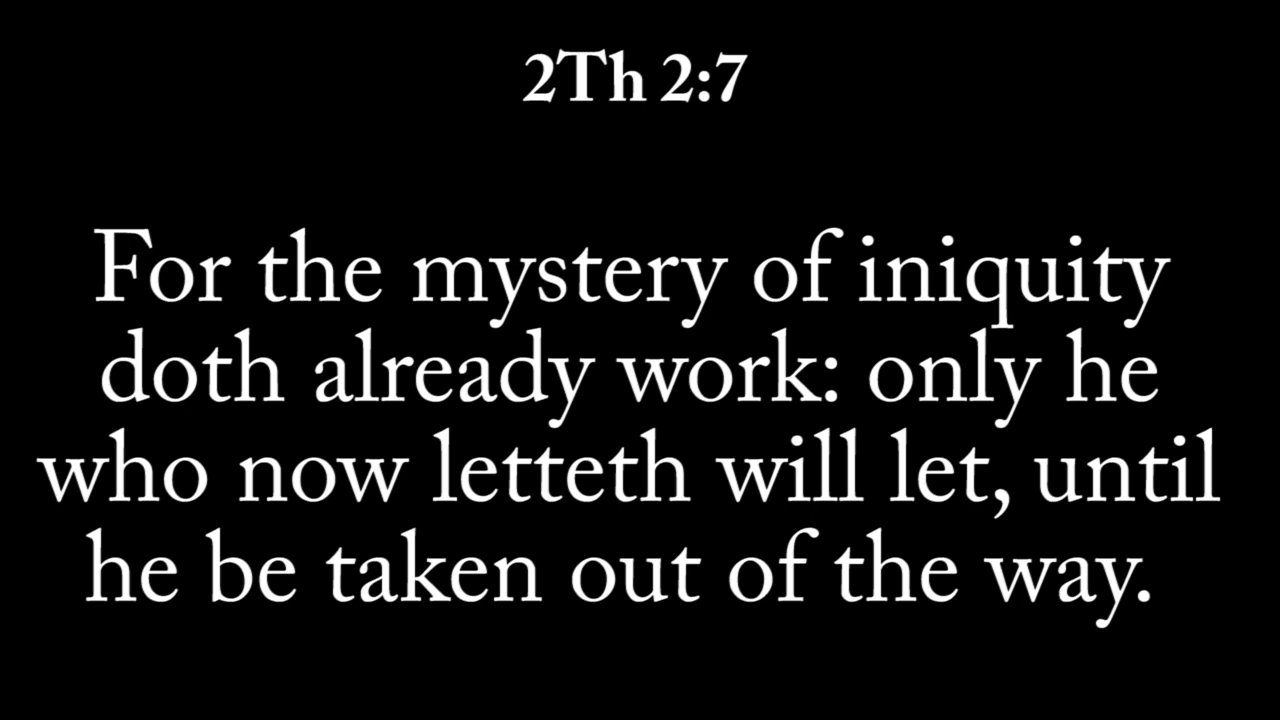 2Th 2:7
For the mystery of iniquity
doth already work: only he
who now letteth will let, until
he be taken out of the way.